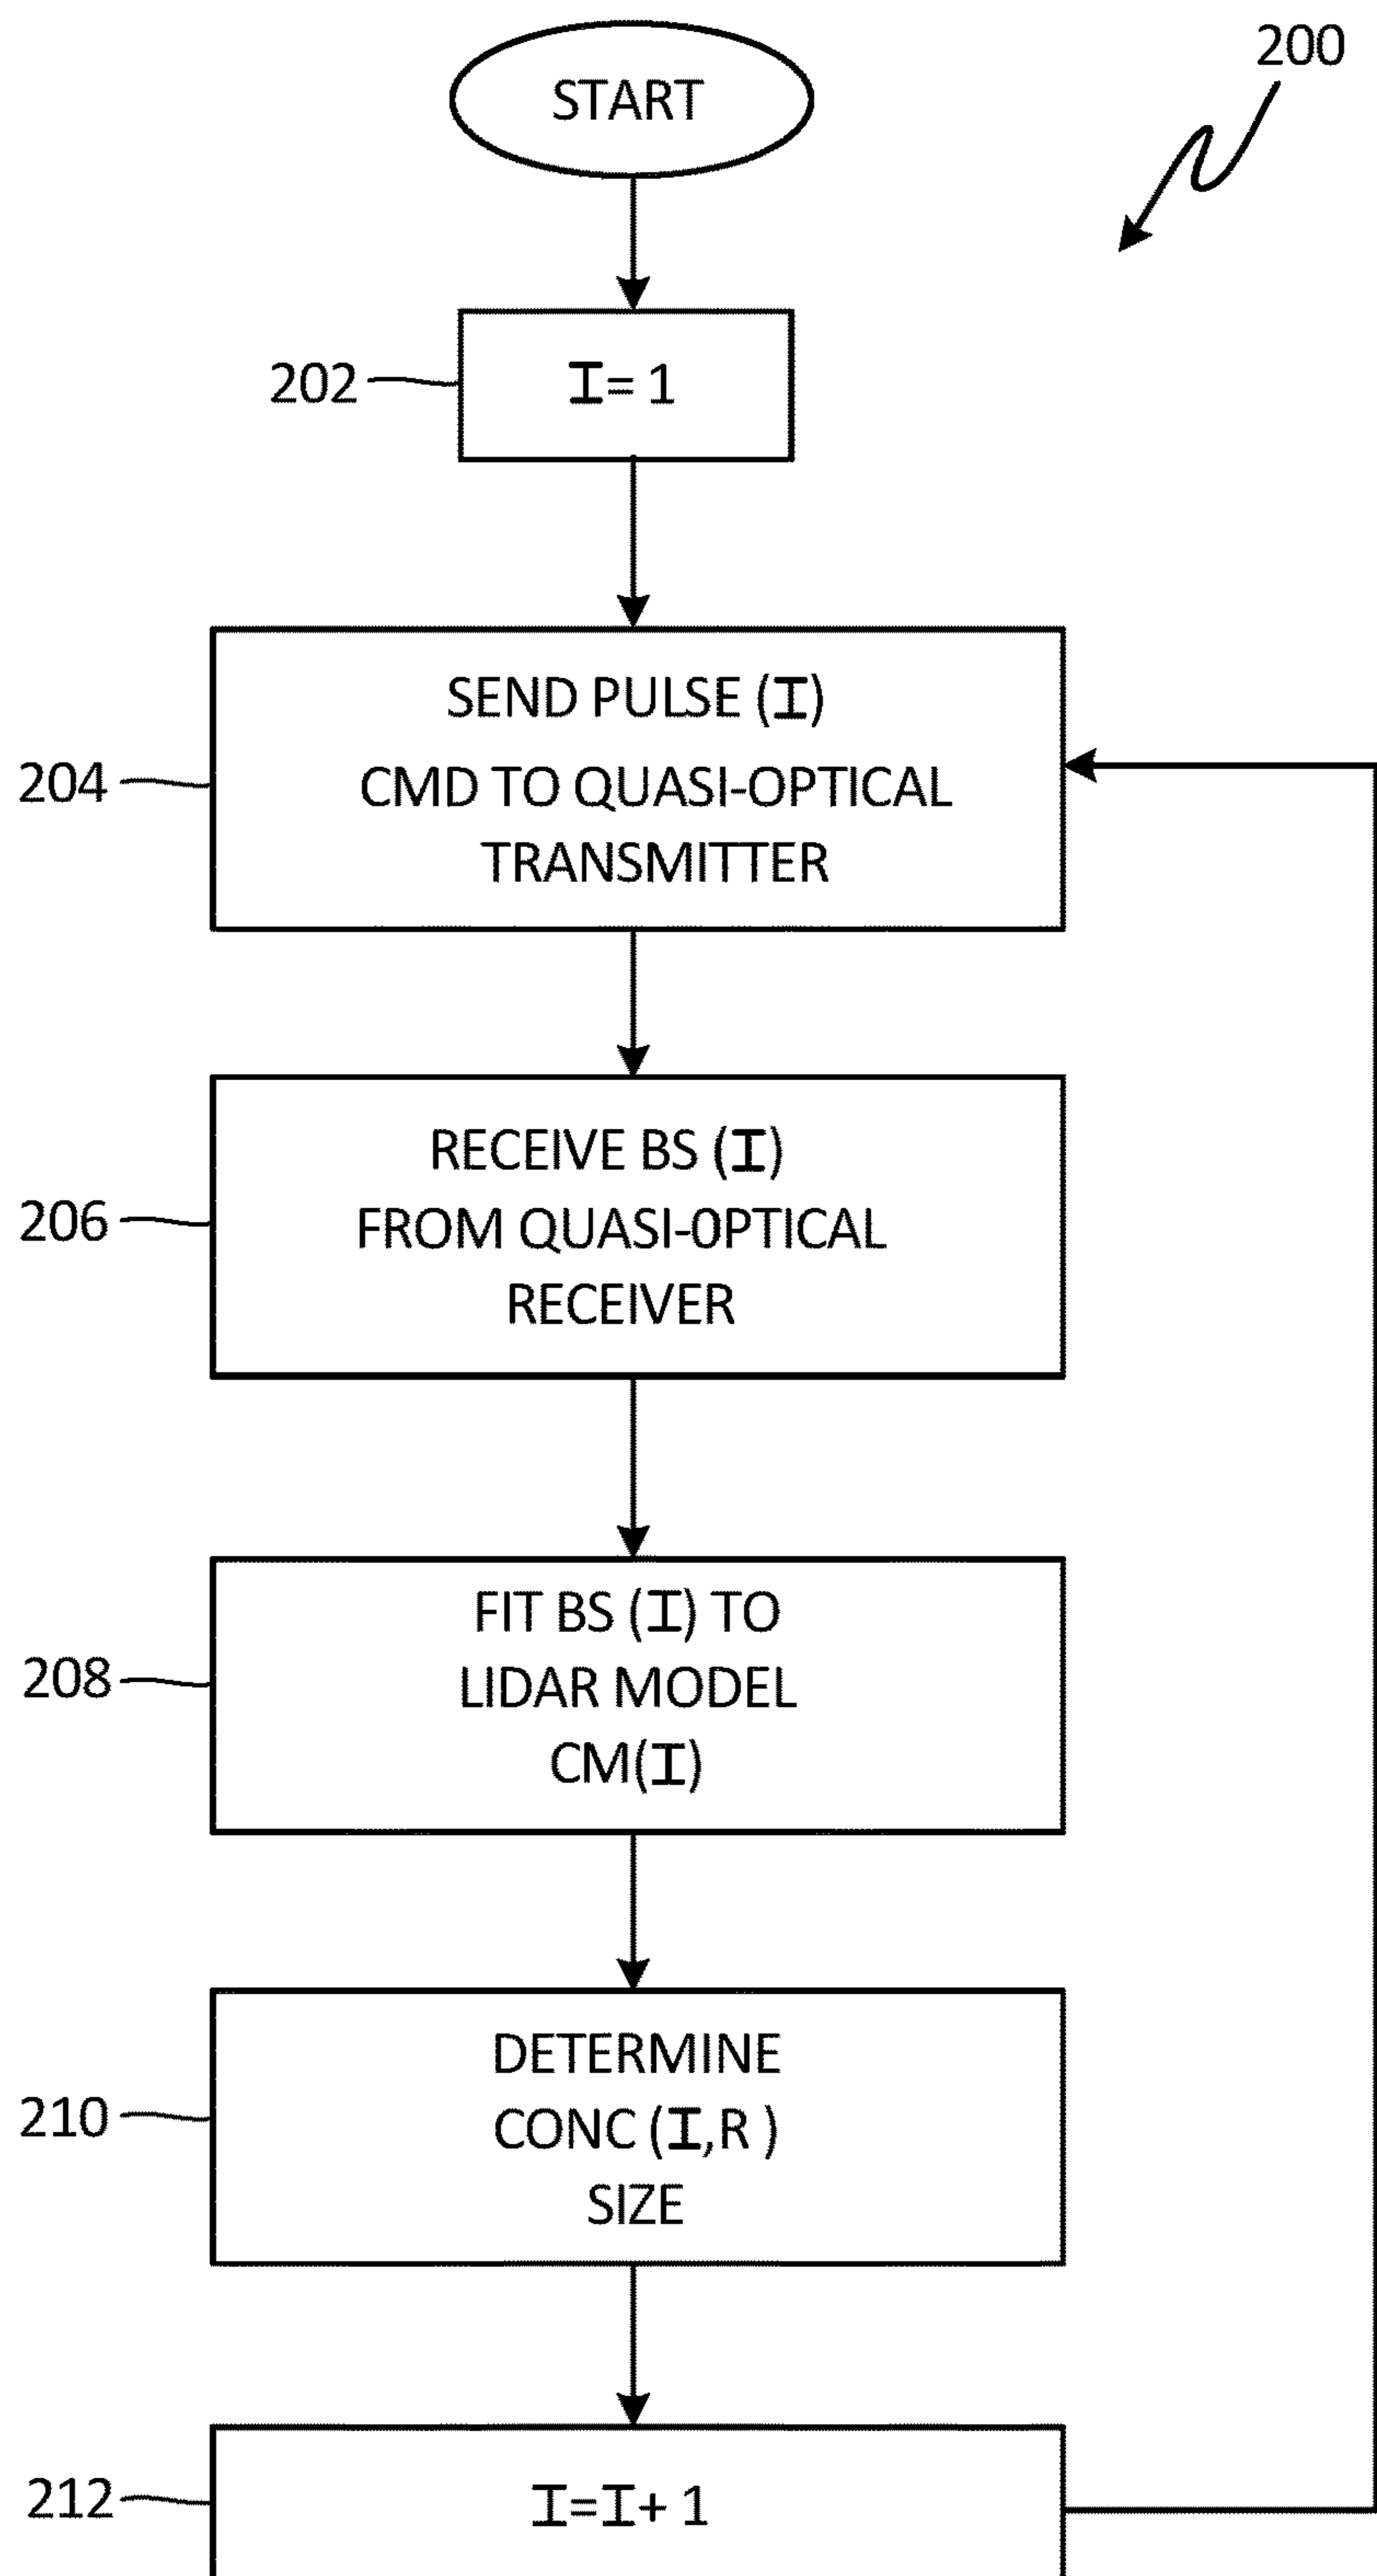 200
START
202
I= 1
204
SEND PULSE (I)
CMD TO QUASI-OPTICAL
TRANSMITTER
206
RECEIVE BS (I)
FROM QUASI-0PTICAL
RECEIVER
208
FIT BS (I) TO
LIDAR MODEL
CM(I)
210
DETERMINE
CONC (I,R )
SIZE
212
I=I+ 1